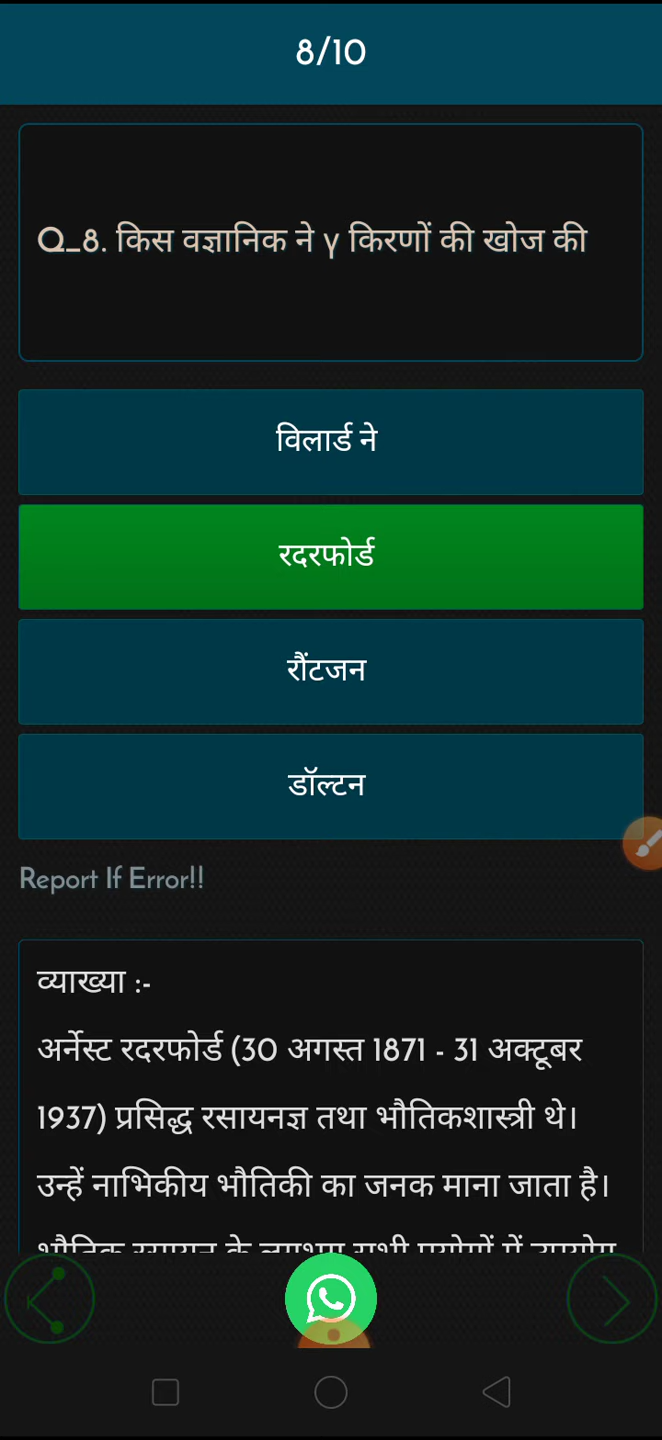 8/10
Q_8. किस वज्ञानिक ने γ किरणों की खोज की
विलार्ड ने
रदरफोर्ड
रौंटजन
डॉल्टन
Report If Error!!
व्याख्या :-
अर्नेस्ट रदरफोर्ड (30 अगस्त 1871 - 31 अक्टूबर
1937) प्रसिद्ध रसायनज्ञ तथा भौतिकशास्त्री थे।
उन्हें नाभिकीय भौतिकी का जनक माना जाता है।